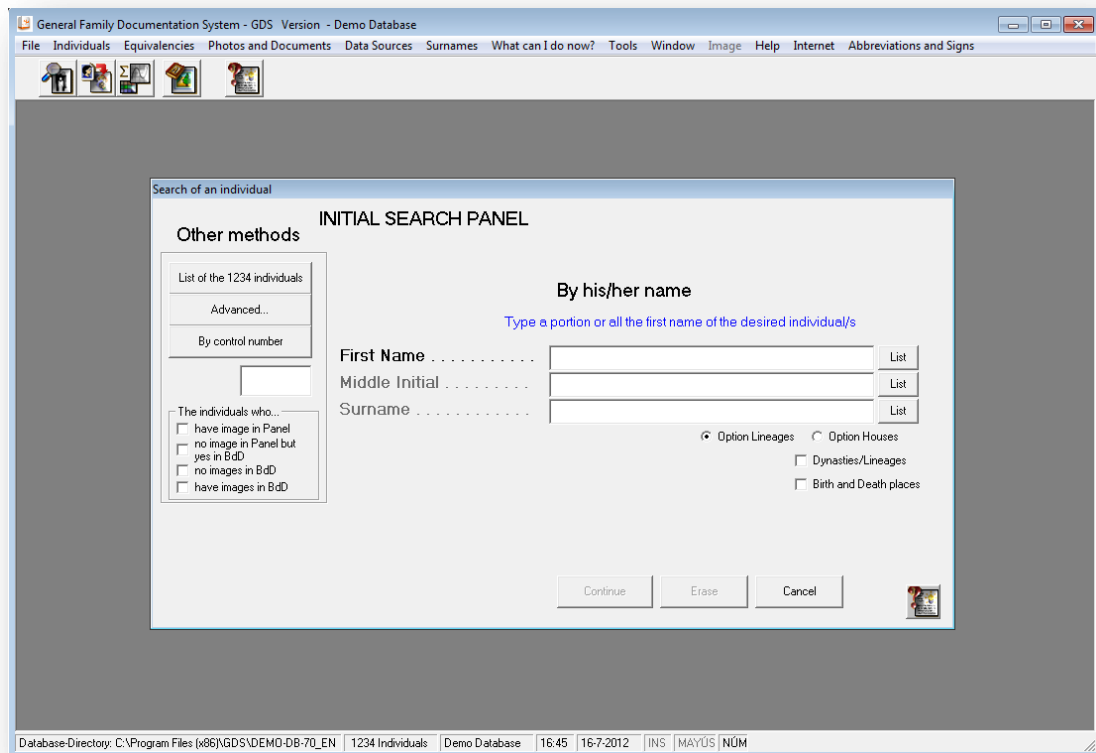 General Family Documentation System - GDS Version - Demo Database
File Individuals Equivalencies Photos and Documents Data Sources Surnames What can I do now? Tools Window Image Help Internet Abbreviations and Signs
Search of an individual
INITIAL SEARCH PANEL
Other methods
List of the 1234 individuals
Advanced...
By control number
The individuals who...
have image in Panel
no image in Panel but
yes in BdD
no images in BdD
have images in BdD
By his/her name
Type a portion or all the first name of the desired individual/s
First Name . . . . . . . . . . . List
Middle Initial . . . . . . . . . List
Surname . . . . . . . . . . . . List
Option Lineages Option Houses
Dynasties/Lineages
Birth and Death places
Continue Erase Cancel
Database-Directory: C:\Program Files (x86)\GDS\DEMO-DB-70_EN 1234 Individuals Demo Database 16:45 16-7-2012 INS MAYÚS NÚM